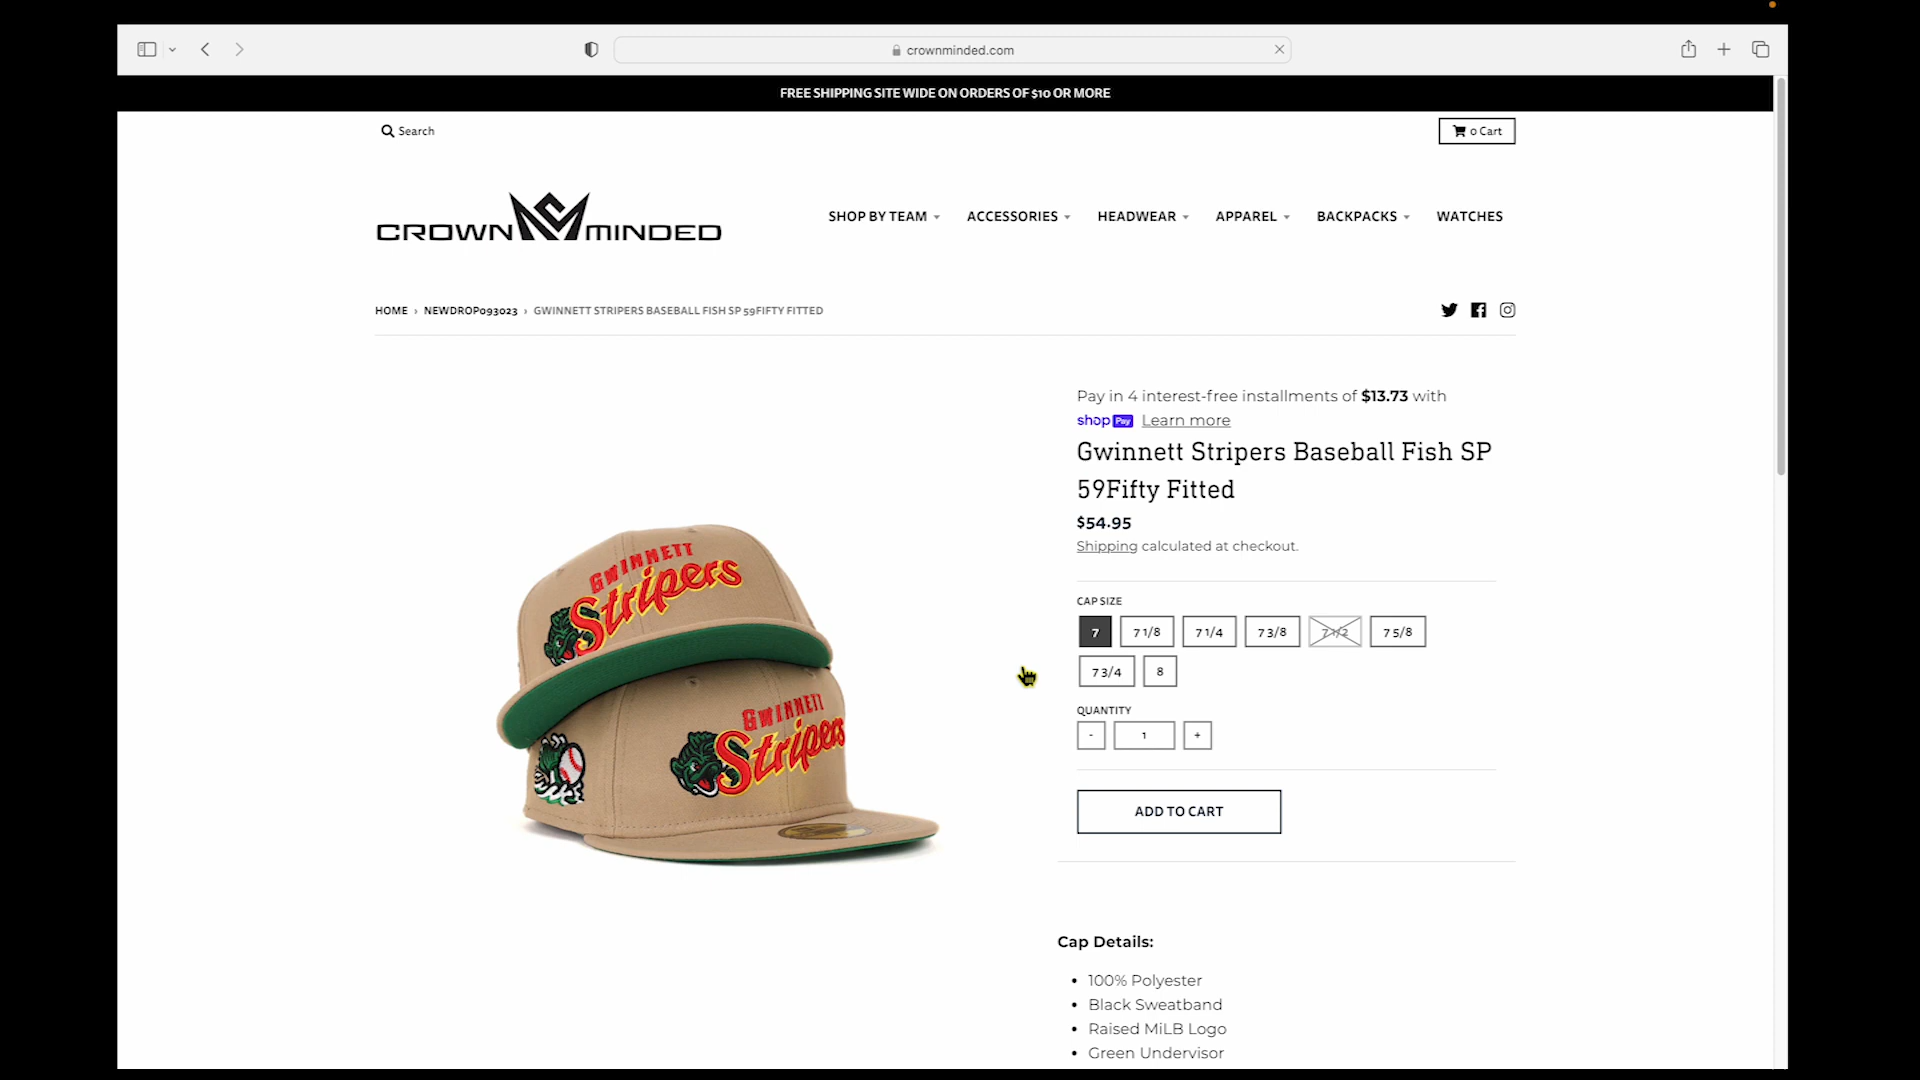 crownminded.com
FREE SHIPPING SITE WIDE ON ORDERS OF $10 OR MORE
Search
0 Cart
CROWN MINDED
SHOP BY TEAM
ACCESSORIES
HEADWEAR
APPAREL
BACKPACKS
WATCHES
HOME › NEWDROP093023 › GWINNETT STRIPERS BASEBALL FISH SP 59FIFTY FITTED
Pay in 4 interest-free installments of $13.73 with
shop Pay Learn more
Gwinnett Stripers Baseball Fish SP
59Fifty Fitted
$54.95
Shipping calculated at checkout.
CAP SIZE
7 7 1/8 7 1/4 7 3/8 7 1/2 7 5/8
7 3/4 8
QUANTITY
- 1 +
ADD TO CART
GWINNETT
Stripers
GWINNETT
Stripers
Cap Details:
• 100% Polyester
• Black Sweatband
• Raised MiLB Logo
• Green Undervisor